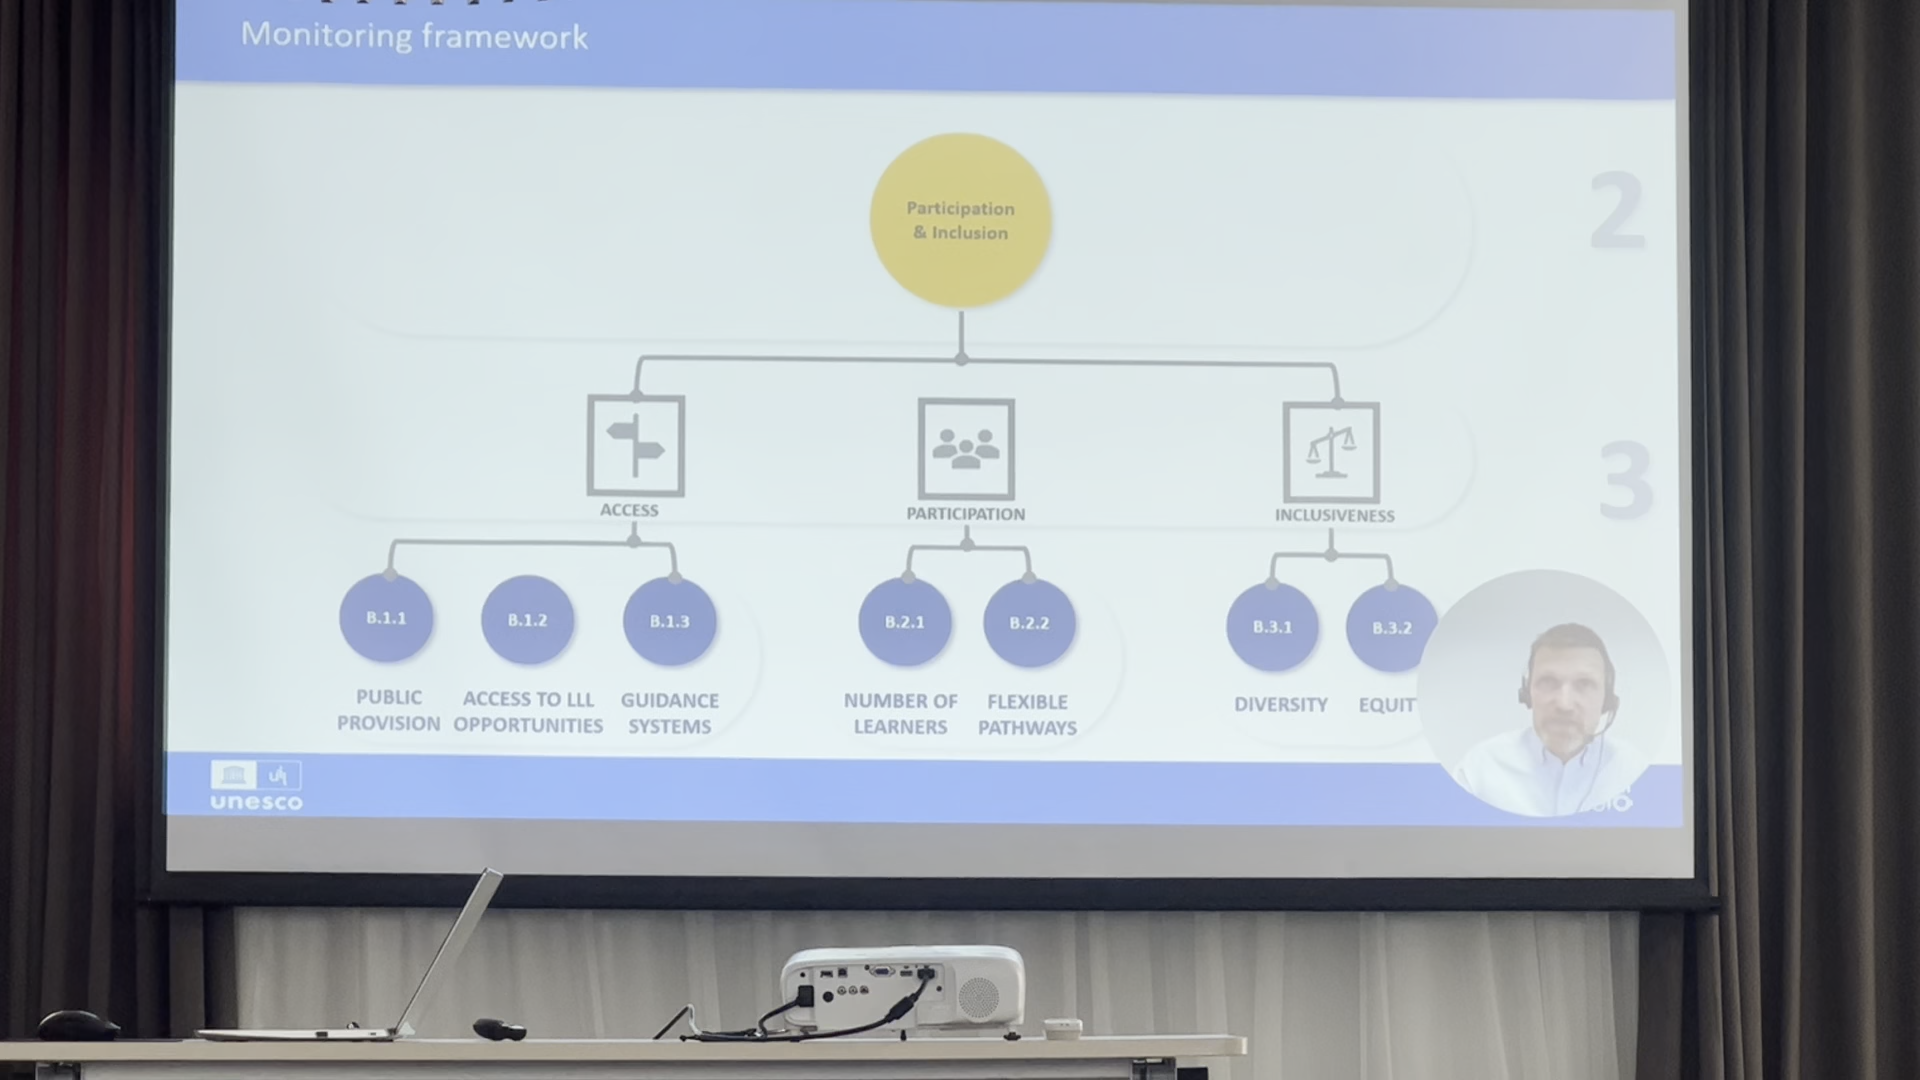 Monitoring framework
Participation
& Inclusion
2
ACCESS
PARTICIPATION
INCLUSIVENESS
3
B.1.1
B.1.2
B.1.3
B.2.1
B.2.2
B.3.1
B.3.2
PUBLIC
PROVISION
ACCESS TO LLL
OPPORTUNITIES
GUIDANCE
SYSTEMS
NUMBER OF
LEARNERS
FLEXIBLE
PATHWAYS
DIVERSITY
EQUIT
unesco